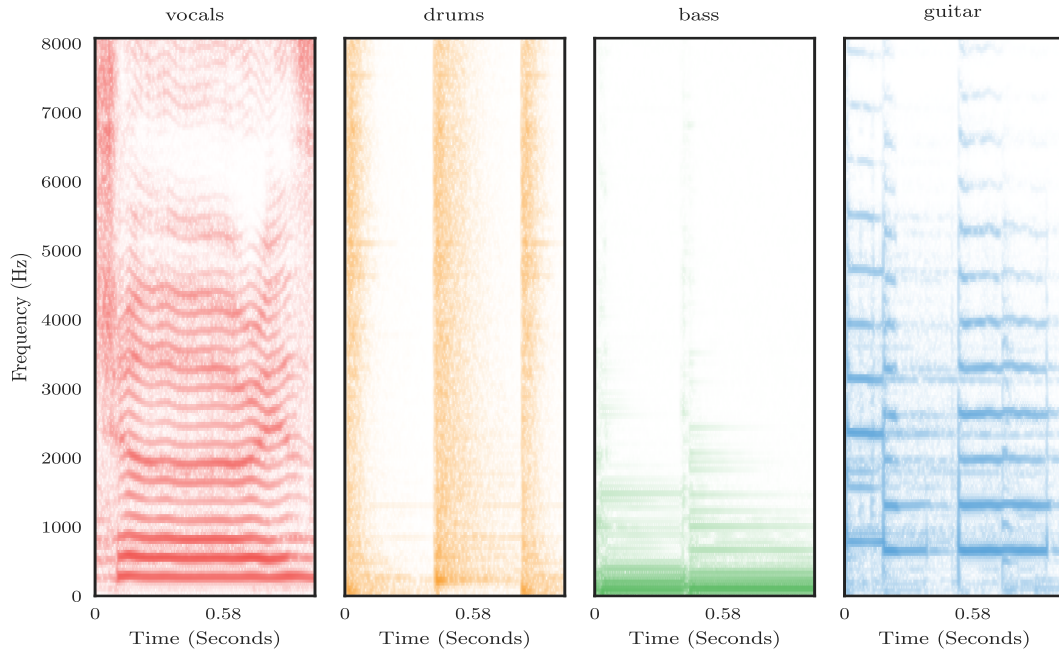 vocals drums bass guitar
Frequency (Hz)
8000
7000
6000
5000
4000
3000
2000
1000
0
0 0.58 0 0.58 0 0.58 0 0.58
Time (Seconds) Time (Seconds) Time (Seconds) Time (Seconds)